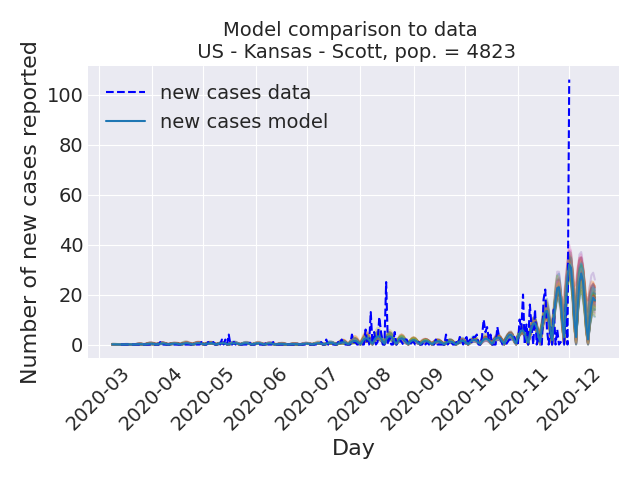 Model comparison to data
US - Kansas - Scott, pop. = 4823
Number of new cases reported
100
80
60
40
20
0
new cases data
new cases model
2020-03
2020-04
2020-05
2020-06
2020-07
2020-08
2020-09
2020-10
2020-11
2020-12
Day